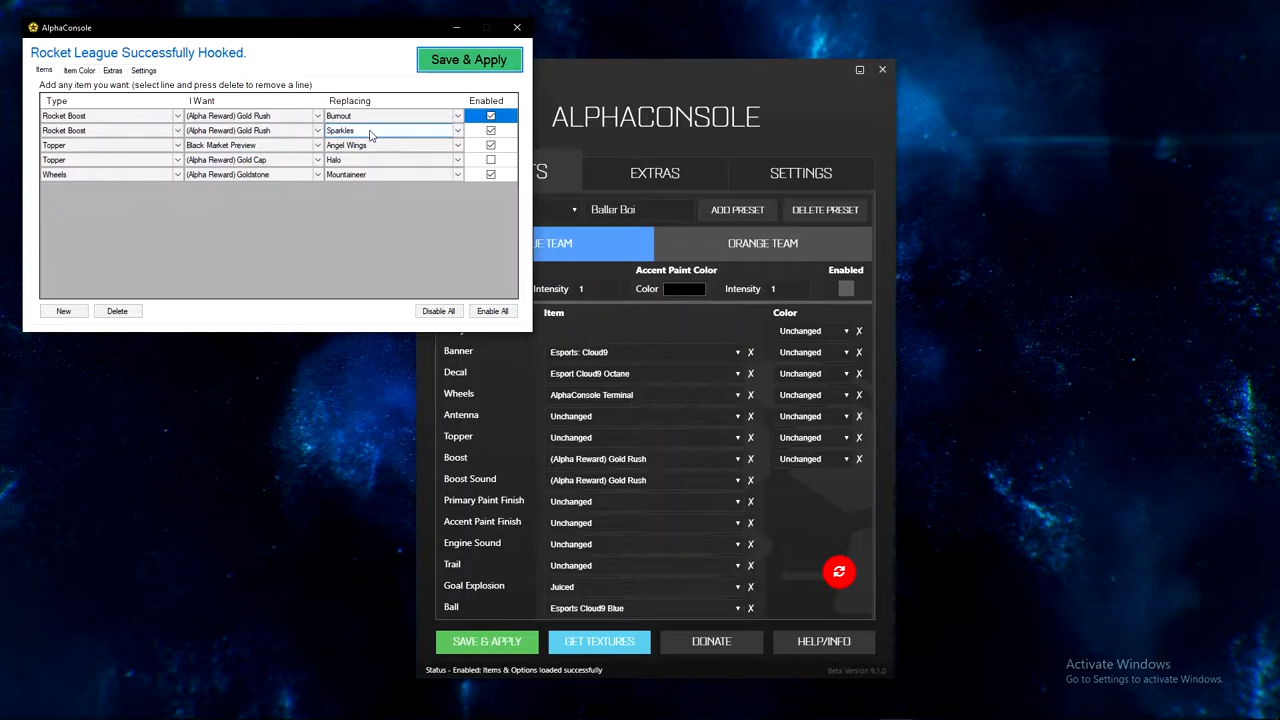 AlphaConsole
Rocket League Successfully Hooked.
Save & Apply
Items Item Color Extras Settings
Add any item you want. (select line and press delete to remove a line)
Type I Want Replacing Enabled
Rocket Boost (Alpha Reward) Gold Rush Burnout
Rocket Boost (Alpha Reward) Gold Rush Sparkles
Topper Black Market Preview Angel Wings
Topper (Alpha Reward) Gold Cap Halo
Wheels (Alpha Reward) Goldstone Mountaineer
New Delete Disable All Enable All
ALPHACONSOLE
TS EXTRAS SETTINGS
Baller Boi ADD PRESET DELETE PRESET
UE TEAM ORANGE TEAM
Accent Paint Color Enabled
Intensity 1 Color Intensity 1
Item Color
Unchanged X
Banner Esports: Cloud9 X Unchanged X
Decal Esport Cloud9 Octane X Unchanged X
Wheels AlphaConsole Terminal X Unchanged X
Antenna Unchanged X Unchanged X
Topper Unchanged X Unchanged X
Boost (Alpha Reward) Gold Rush X Unchanged X
Boost Sound (Alpha Reward) Gold Rush X
Primary Paint Finish Unchanged X
Accent Paint Finish Unchanged X
Engine Sound Unchanged X
Trail Unchanged X
Goal Explosion Juiced X
Ball Esports Cloud9 Blue X
SAVE & APPLY GET TEXTURES DONATE HELP/INFO
Status - Enabled: Items & Options loaded successfully Beta Version 9.1.0
Activate Windows
Go to Settings to activate Windows.